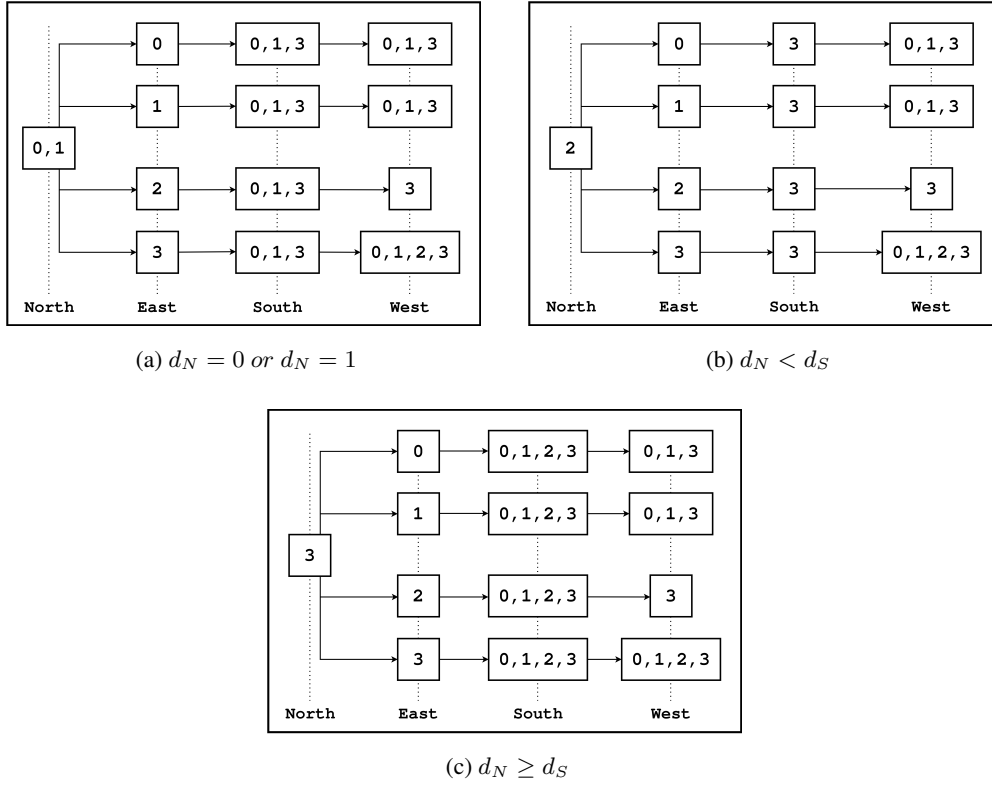 0 0,1,3 0,1,3
1 0,1,3 0,1,3
0,1
2 0,1,3 3
3 0,1,3 0,1,2,3
North East South West
(a) d_N = 0 or d_N = 1
0 3 0,1,3
1 3 0,1,3
2
2 3 3
3 3 0,1,2,3
North East South West
(b) d_N < d_S
0 0,1,2,3 0,1,3
1 0,1,2,3 0,1,3
3
2 0,1,2,3 3
3 0,1,2,3 0,1,2,3
North East South West
(c) d_N ≥ d_S